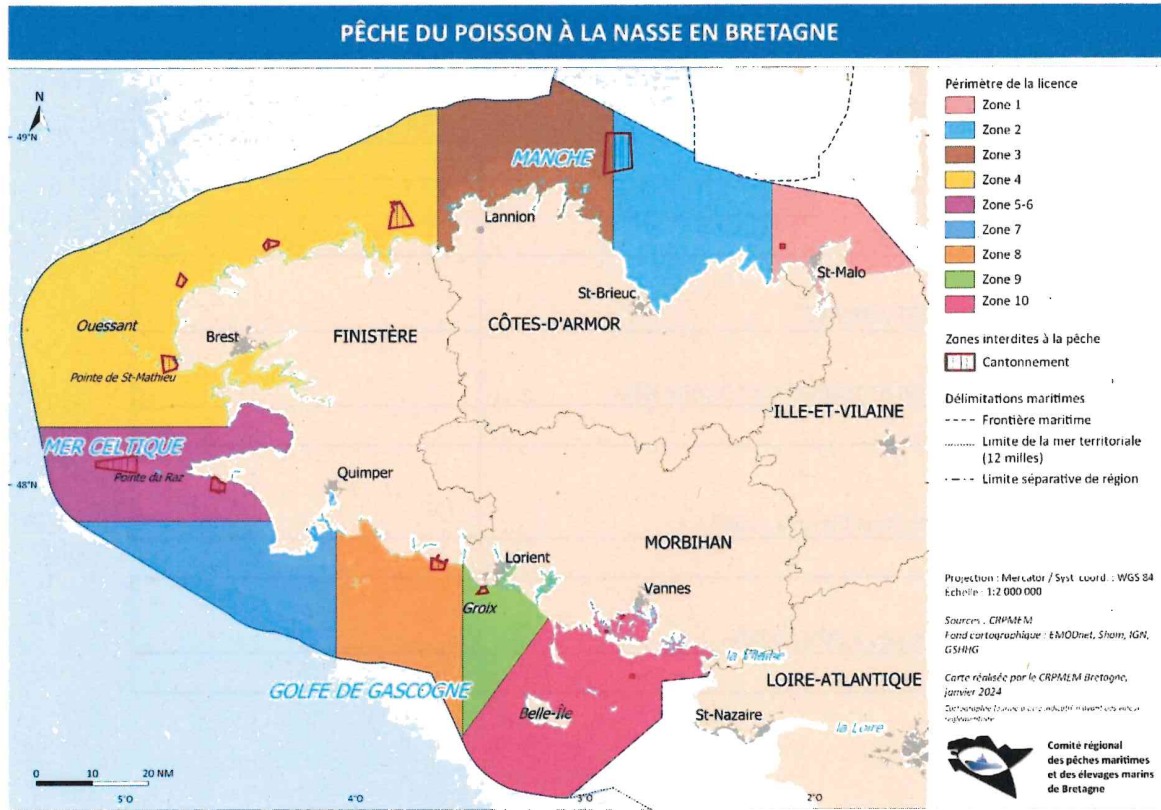 PÊCHE DU POISSON À LA NASSE EN BRETAGNE
N
49°N
48°N
MANCHE
Lannion
St-Malo
St-Brieuc
CÔTES-D'ARMOR
Ouessant
Brest
FINISTÈRE
Pointe de St-Mathieu
ILLE-ET-VILAINE
MER CELTIQUE
Pointe du Raz
Quimper
Lorient
MORBIHAN
Vannes
Groix
la Vilaine
LOIRE-ATLANTIQUE
GOLFE DE GASCOGNE
Belle-Île
St-Nazaire
la Loire
0 10 20 NM
5°0
4°0
3°0
2°0
Périmètre de la licence
Zone 1
Zone 2
Zone 3
Zone 4
Zone 5-6
Zone 7
Zone 8
Zone 9
Zone 10
Zones interdites à la pêche
Cantonnement
Délimitations maritimes
Frontière maritime
Limite de la mer territoriale
(12 milles)
Limite séparative de région
Projection : Mercator / Syst. coord. : WGS 84
Echelle : 1:2 000 000
Sources : CRPMEM
Fond cartographique : EMODnet, Shom, IGN,
GSHHG
Carte réalisée par le CRPMEM Bretagne,
janvier 2024
Comité régional
des pêches maritimes
et des élevages marins
de Bretagne